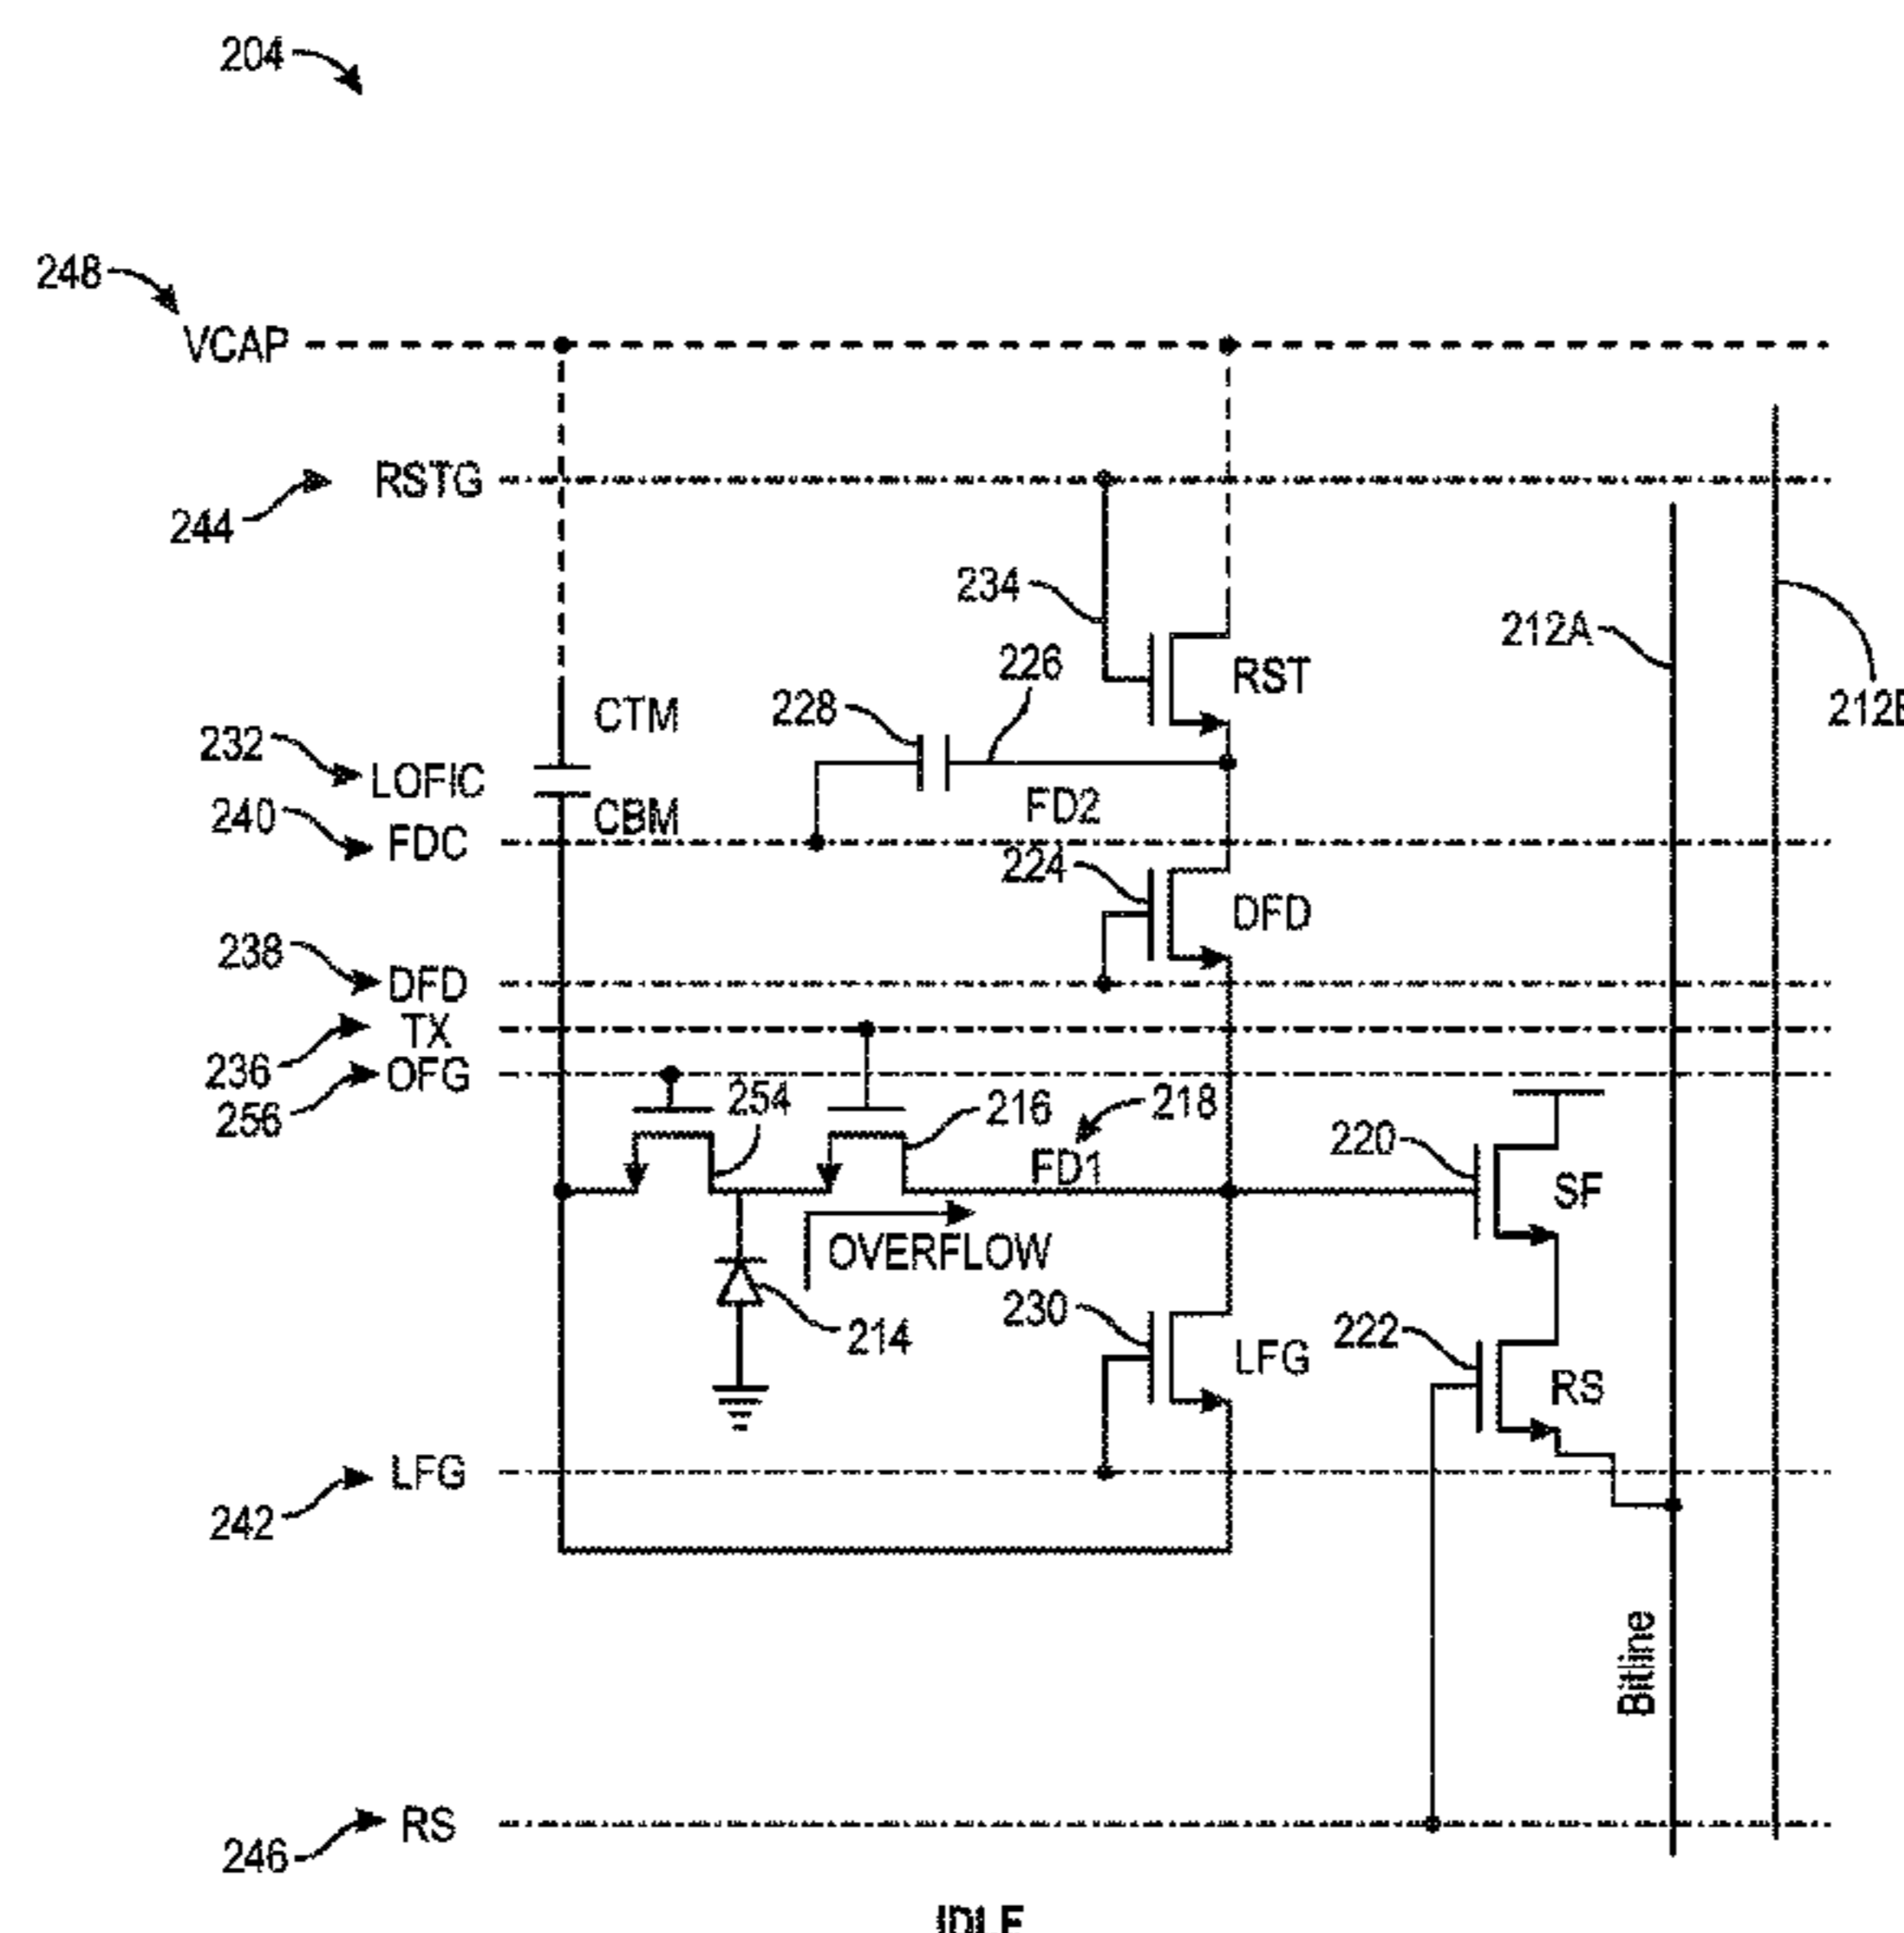 204
248
VCAP
RSTG
244
234
RST
212A
226
228
212B
CTM
232
LOFIC
CBM
FD2
240
FDC
224
DFD
238
DFD
TX
236
OFG
256
254
216
218
FD1
220
SF
OVERFLOW
230
214
LFG
222
RS
LFG
242
Bitline
RS
246
IDLE